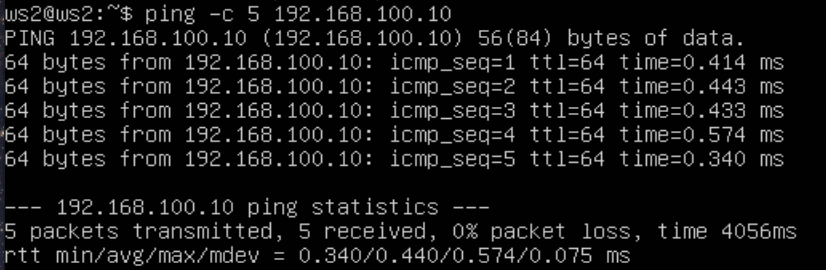 ws2@ws2:~$ ping -c 5 192.168.100.10
PING 192.168.100.10 (192.168.100.10) 56(84) bytes of data.
64 bytes from 192.168.100.10: icmp_seq=1 ttl=64 time=0.414 ms
64 bytes from 192.168.100.10: icmp_seq=2 ttl=64 time=0.443 ms
64 bytes from 192.168.100.10: icmp_seq=3 ttl=64 time=0.433 ms
64 bytes from 192.168.100.10: icmp_seq=4 ttl=64 time=0.574 ms
64 bytes from 192.168.100.10: icmp_seq=5 ttl=64 time=0.340 ms
--- 192.168.100.10 ping statistics ---
5 packets transmitted, 5 received, 0% packet loss, time 4056ms
rtt min/avg/max/mdev = 0.340/0.440/0.574/0.075 ms